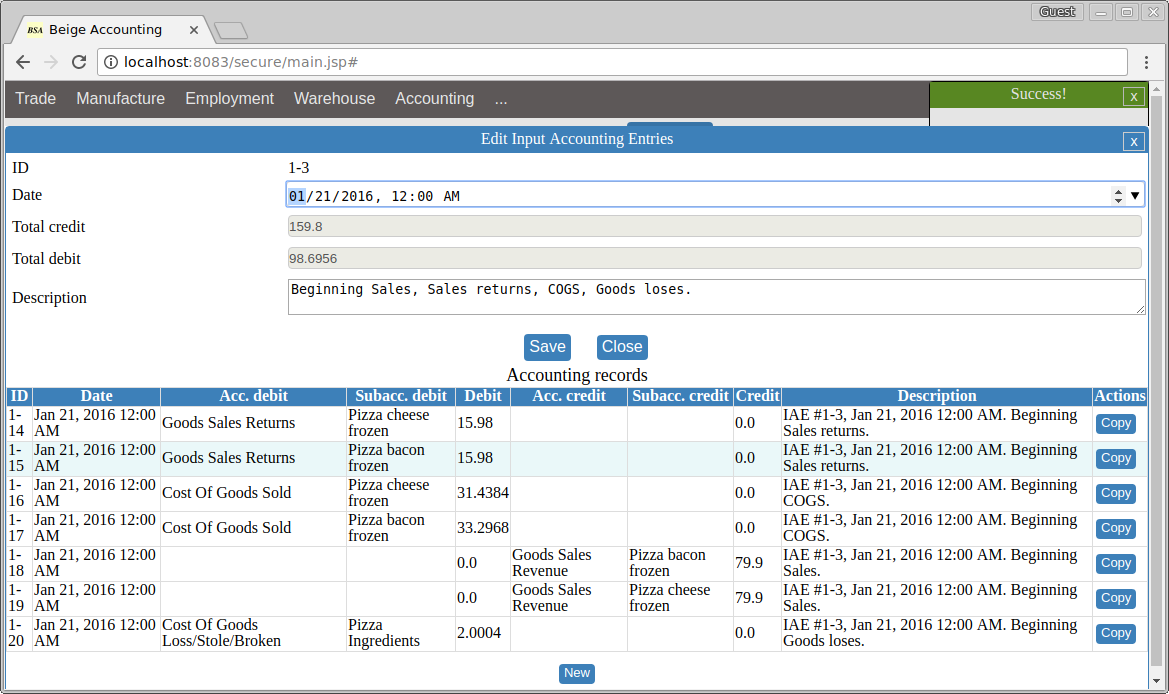 Guest
BSA Beige Accounting
localhost:8083/secure/main.jsp#
Trade Manufacture Employment Warehouse Accounting ...
Success! x
Edit Input Accounting Entries x
ID 1-3
Date 01/21/2016, 12:00 AM
Total credit 159.8
Total debit 98.6956
Description Beginning Sales, Sales returns, COGS, Goods loses.
Save Close
Accounting records
ID Date Acc. debit Subacc. debit Debit Acc. credit Subacc. credit Credit Description Actions
1- Jan 21, 2016 12:00 Goods Sales Returns Pizza cheese 15.98 0.0 IAE #1-3, Jan 21, 2016 12:00 AM. Beginning Copy
14 AM frozen Sales returns.
1- Jan 21, 2016 12:00 Goods Sales Returns Pizza bacon 15.98 0.0 IAE #1-3, Jan 21, 2016 12:00 AM. Beginning Copy
15 AM frozen Sales returns.
1- Jan 21, 2016 12:00 Cost Of Goods Sold Pizza cheese 31.4384 0.0 IAE #1-3, Jan 21, 2016 12:00 AM. Beginning Copy
16 AM frozen COGS.
1- Jan 21, 2016 12:00 Cost Of Goods Sold Pizza bacon 33.2968 0.0 IAE #1-3, Jan 21, 2016 12:00 AM. Beginning Copy
17 AM frozen COGS.
1- Jan 21, 2016 12:00 0.0 Goods Sales Pizza bacon 79.9 IAE #1-3, Jan 21, 2016 12:00 AM. Beginning Copy
18 AM Revenue frozen Sales.
1- Jan 21, 2016 12:00 0.0 Goods Sales Pizza cheese 79.9 IAE #1-3, Jan 21, 2016 12:00 AM. Beginning Copy
19 AM Revenue frozen Sales.
1- Jan 21, 2016 12:00 Cost Of Goods Pizza 2.0004 0.0 IAE #1-3, Jan 21, 2016 12:00 AM. Beginning Copy
20 AM Loss/Stole/Broken Ingredients Goods loses.
New